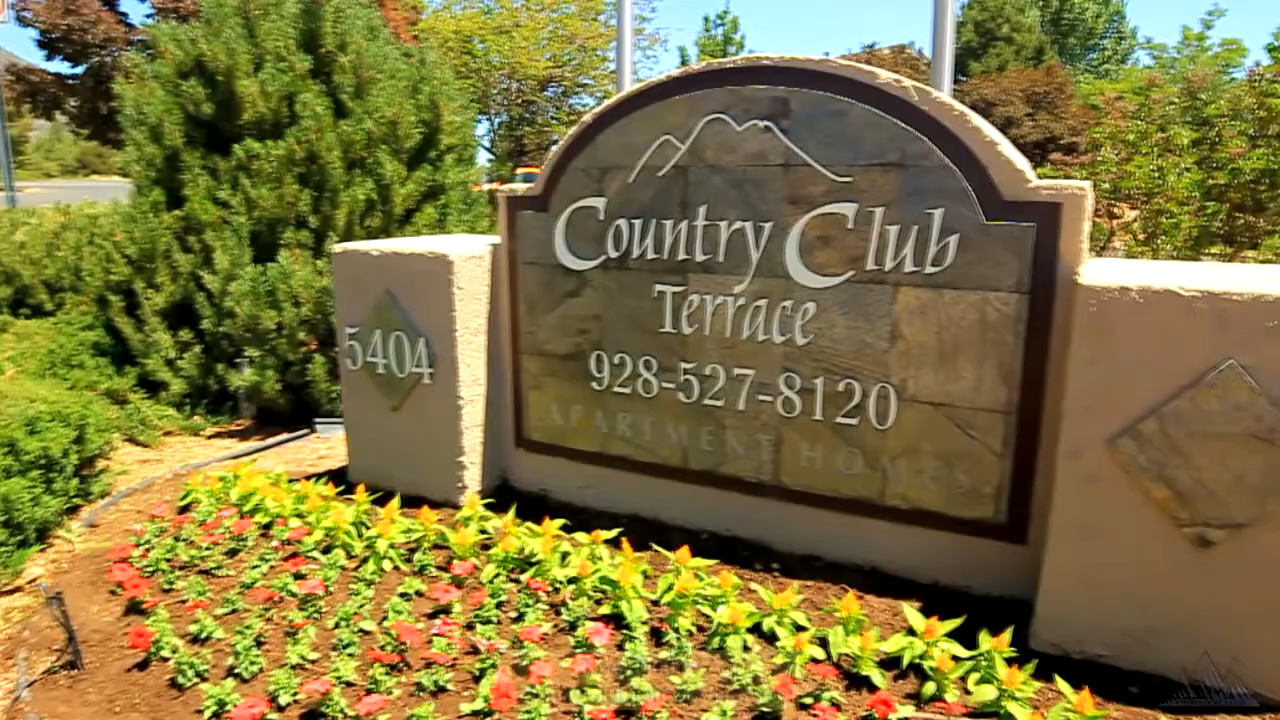 5404
Country Club
Terrace
928-527-8120
APARTMENT HOMES